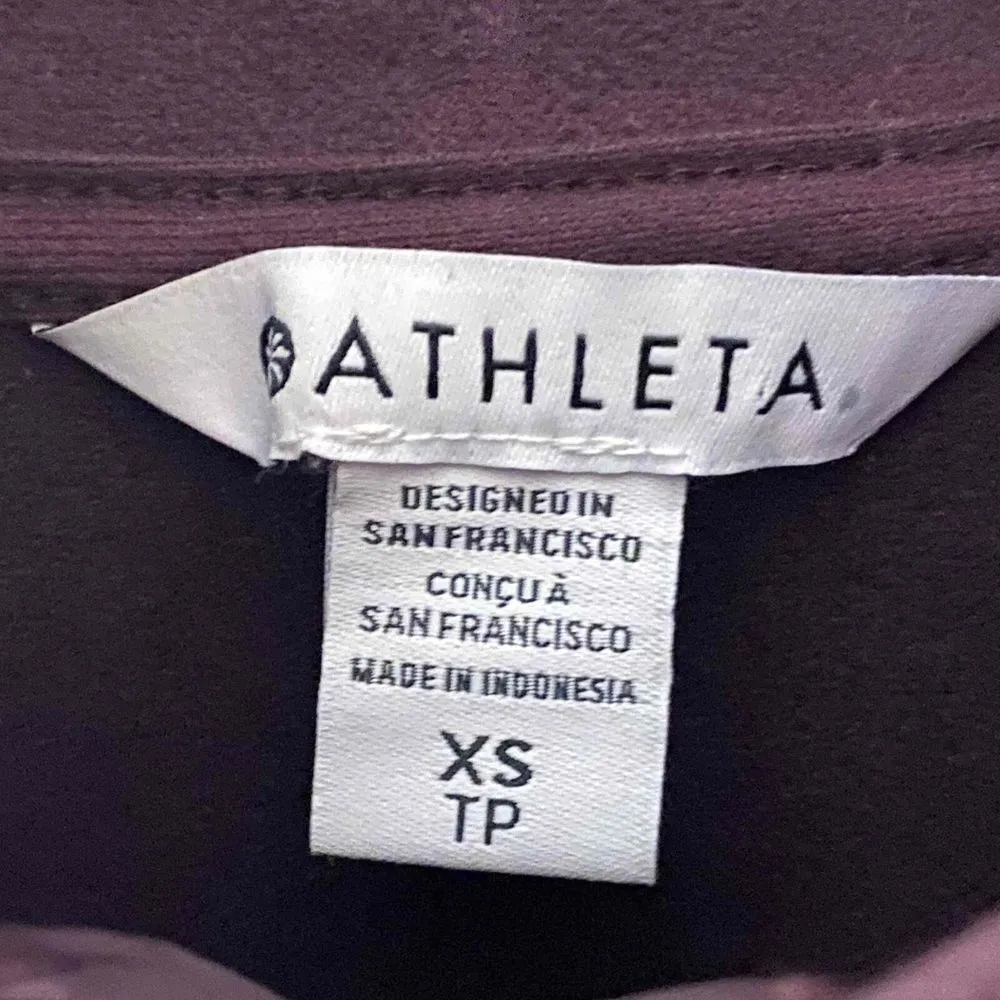 ATHLETA
DESIGNED IN
SAN FRANCISCO
CONÇU À
SAN FRANCISCO
MADE IN INDONESIA
XS
TP